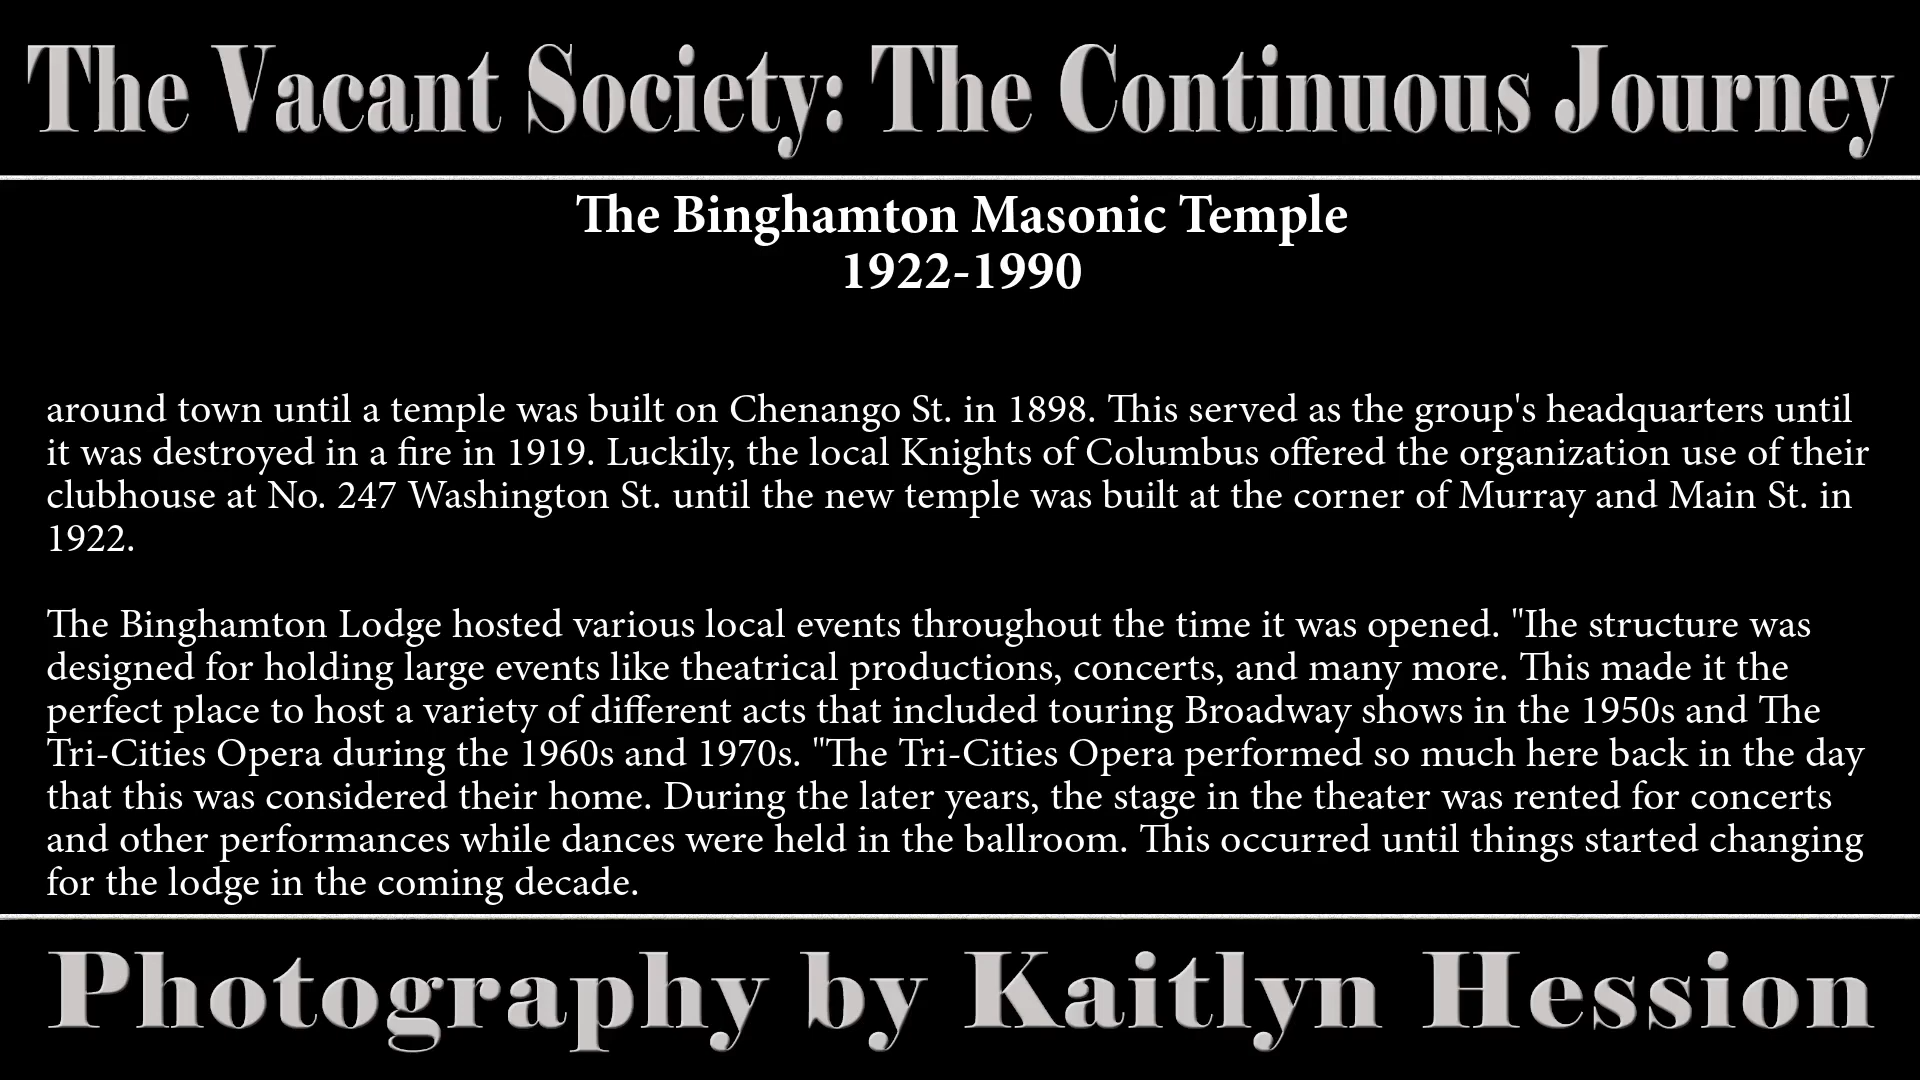 The Vacant Society: The Continuous Journey
The Binghamton Masonic Temple
1922-1990
around town until a temple was built on Chenango St. in 1898. This served as the group's headquarters until
it was destroyed in a fire in 1919. Luckily, the local Knights of Columbus offered the organization use of their
clubhouse at No. 247 Washington St. until the new temple was built at the corner of Murray and Main St. in
1922.
The Binghamton Lodge hosted various local events throughout the time it was opened. "Ihe structure was
designed for holding large events like theatrical productions, concerts, and many more. This made it the
perfect place to host a variety of different acts that included touring Broadway shows in the 1950s and The
Tri-Cities Opera during the 1960s and 1970s. "The Tri-Cities Opera performed so much here back in the day
that this was considered their home. During the later years, the stage in the theater was rented for concerts
and other performances while dances were held in the ballroom. This occurred until things started changing
for the lodge in the coming decade.
Photography by Kaitlyn Hession